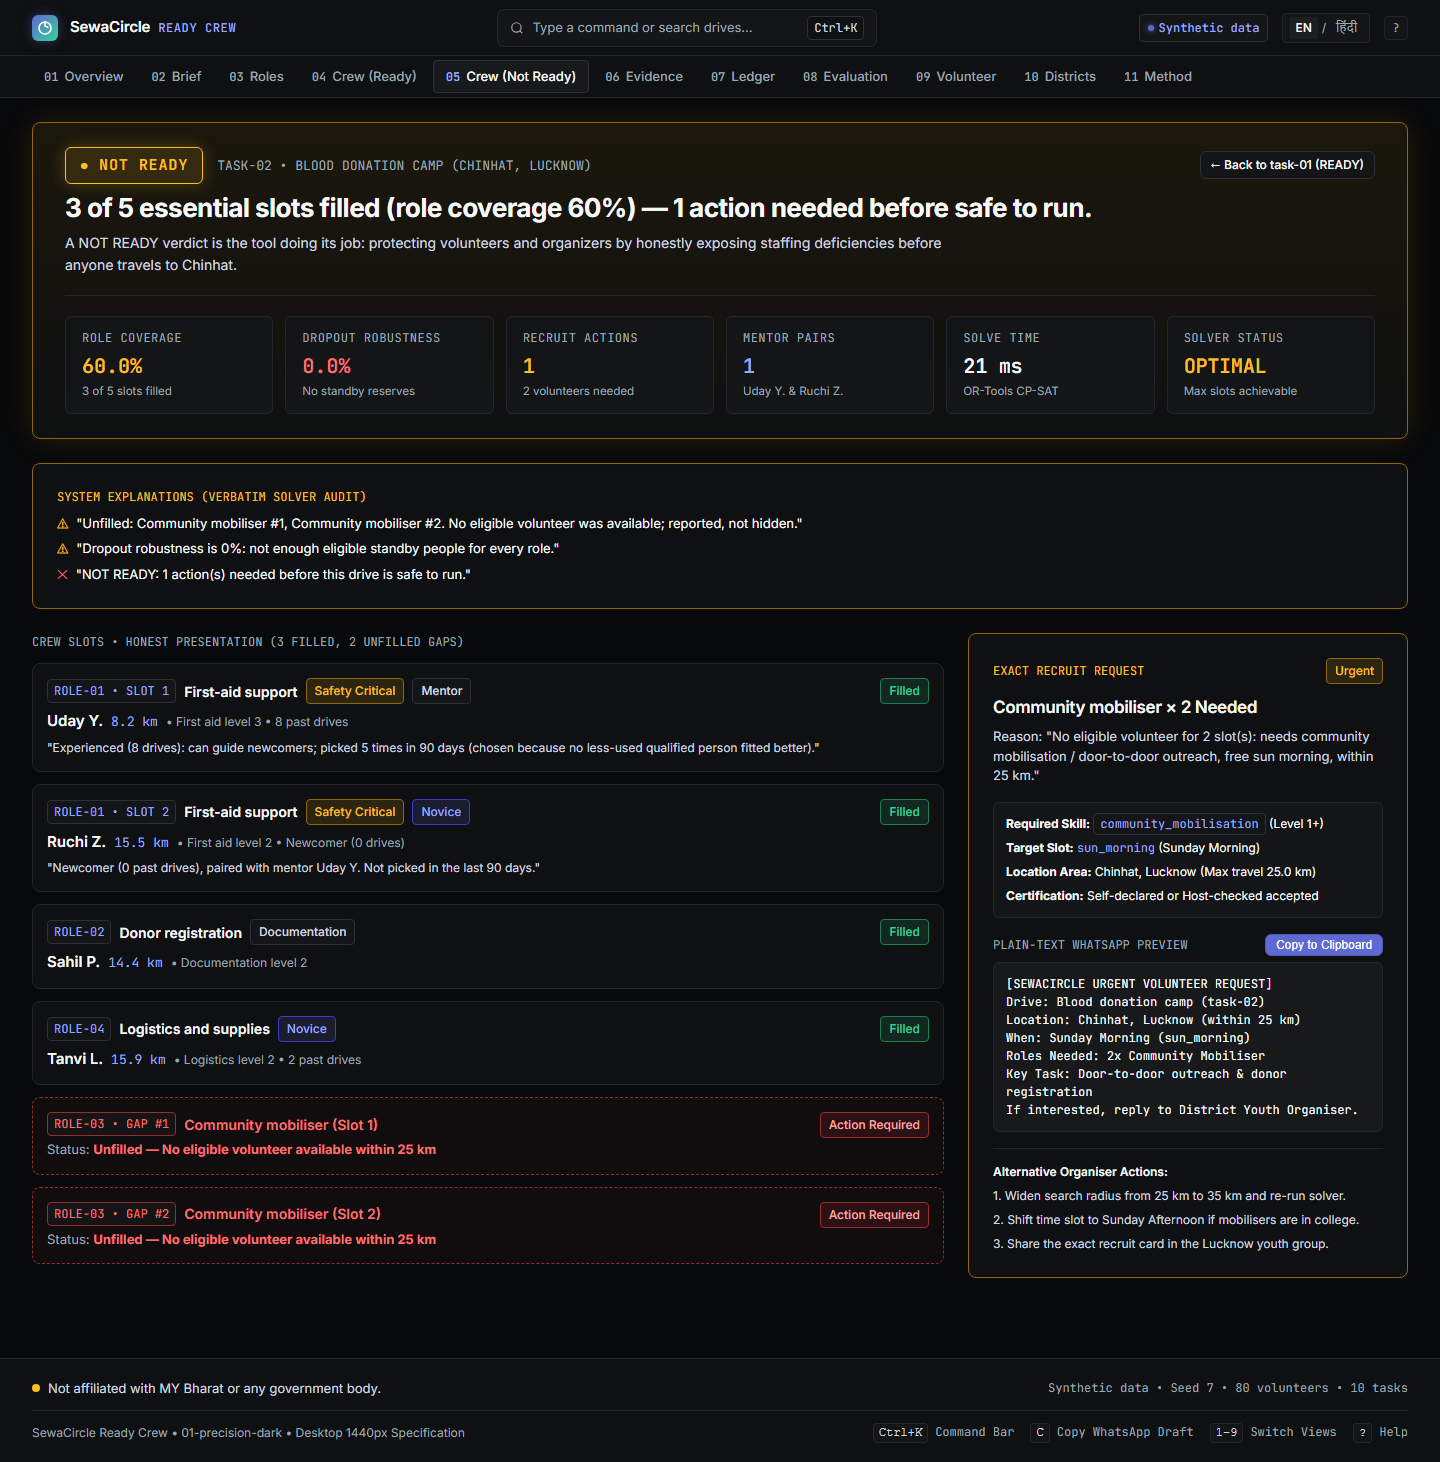 SewaCircle READY CREW
Type a command or search drives... Ctrl+K
Synthetic data
EN / हिंदी
?
01 Overview
02 Brief
03 Roles
04 Crew (Ready)
05 Crew (Not Ready)
06 Evidence
07 Ledger
08 Evaluation
09 Volunteer
10 Districts
11 Method
● NOT READY
TASK-02 • BLOOD DONATION CAMP (CHINHAT, LUCKNOW)
← Back to task-01 (READY)
3 of 5 essential slots filled (role coverage 60%) — 1 action needed before safe to run.
A NOT READY verdict is the tool doing its job: protecting volunteers and organizers by honestly exposing staffing deficiencies before
anyone travels to Chinhat.
ROLE COVERAGE
60.0%
3 of 5 slots filled
DROPOUT ROBUSTNESS
0.0%
No standby reserves
RECRUIT ACTIONS
1
2 volunteers needed
MENTOR PAIRS
1
Uday Y. & Ruchi Z.
SOLVE TIME
21 ms
OR-Tools CP-SAT
SOLVER STATUS
OPTIMAL
Max slots achievable
SYSTEM EXPLANATIONS (VERBATIM SOLVER AUDIT)
⚠ "Unfilled: Community mobiliser #1, Community mobiliser #2. No eligible volunteer was available; reported, not hidden."
⚠ "Dropout robustness is 0%: not enough eligible standby people for every role."
✕ "NOT READY: 1 action(s) needed before this drive is safe to run."
CREW SLOTS • HONEST PRESENTATION (3 FILLED, 2 UNFILLED GAPS)
ROLE-01 • SLOT 1 First-aid support Safety Critical Mentor Filled
Uday Y. 8.2 km • First aid level 3 • 8 past drives
"Experienced (8 drives): can guide newcomers; picked 5 times in 90 days (chosen because no less-used qualified person fitted better)."
ROLE-01 • SLOT 2 First-aid support Safety Critical Novice Filled
Ruchi Z. 15.5 km • First aid level 2 • Newcomer (0 drives)
"Newcomer (0 past drives), paired with mentor Uday Y. Not picked in the last 90 days."
ROLE-02 Donor registration Documentation Filled
Sahil P. 14.4 km • Documentation level 2
ROLE-04 Logistics and supplies Novice Filled
Tanvi L. 15.9 km • Logistics level 2 • 2 past drives
ROLE-03 • GAP #1 Community mobiliser (Slot 1) Action Required
Status: Unfilled — No eligible volunteer available within 25 km
ROLE-03 • GAP #2 Community mobiliser (Slot 2) Action Required
Status: Unfilled — No eligible volunteer available within 25 km
EXACT RECRUIT REQUEST Urgent
Community mobiliser × 2 Needed
Reason: "No eligible volunteer for 2 slot(s): needs community
mobilisation / door-to-door outreach, free sun morning, within
25 km."
Required Skill: community_mobilisation (Level 1+)
Target Slot: sun_morning (Sunday Morning)
Location Area: Chinhat, Lucknow (Max travel 25.0 km)
Certification: Self-declared or Host-checked accepted
PLAIN-TEXT WHATSAPP PREVIEW Copy to Clipboard
[SEWACIRCLE URGENT VOLUNTEER REQUEST]
Drive: Blood donation camp (task-02)
Location: Chinhat, Lucknow (within 25 km)
When: Sunday Morning (sun_morning)
Roles Needed: 2x Community Mobiliser
Key Task: Door-to-door outreach & donor
registration
If interested, reply to District Youth Organiser.
Alternative Organiser Actions:
1. Widen search radius from 25 km to 35 km and re-run solver.
2. Shift time slot to Sunday Afternoon if mobilisers are in college.
3. Share the exact recruit card in the Lucknow youth group.
Not affiliated with MY Bharat or any government body.
Synthetic data • Seed 7 • 80 volunteers • 10 tasks
SewaCircle Ready Crew • 01-precision-dark • Desktop 1440px Specification
Ctrl+K Command Bar C Copy WhatsApp Draft 1–9 Switch Views ? Help